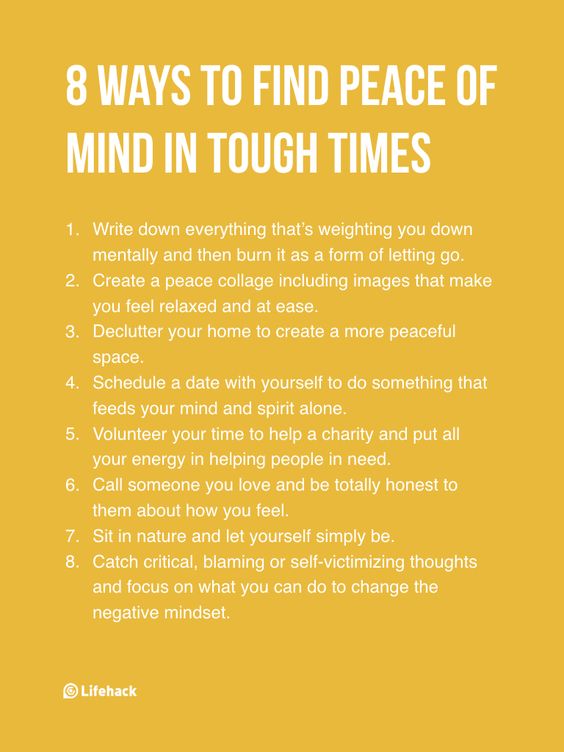 8 WAYS TO FIND PEACE OF
MIND IN TOUGH TIMES
1. Write down everything that's weighting you down
mentally and then burn it as a form of letting go.
2. Create a peace collage including images that make
you feel relaxed and at ease.
3. Declutter your home to create a more peaceful
space.
4. Schedule a date with yourself to do something that
feeds your mind and spirit alone.
5. Volunteer your time to help a charity and put all
your energy in helping people in need.
6. Call someone you love and be totally honest to
them about how you feel.
7. Sit in nature and let yourself simply be.
8. Catch critical, blaming or self-victimizing thoughts
and focus on what you can do to change the
negative mindset.
Lifehack